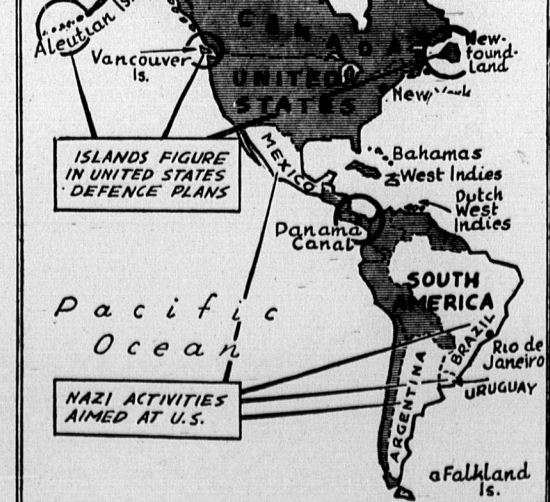 Aleutian Is.
CANADA
Vancouver
Is.
New-
found-
land
UNITED
STATES
New York
ISLANDS FIGURE
IN UNITED STATES
DEFENCE PLANS
MEXICO
Bahamas
West Indies
Dutch
West
Indies
Panama
Canal
SOUTH
AMERICA
Pacific
Ocean
BRAZIL
Rio de
Janeiro
URUGUAY
NAZI ACTIVITIES
AIMED AT U.S.
ARGENTINA
Falkland
Is.